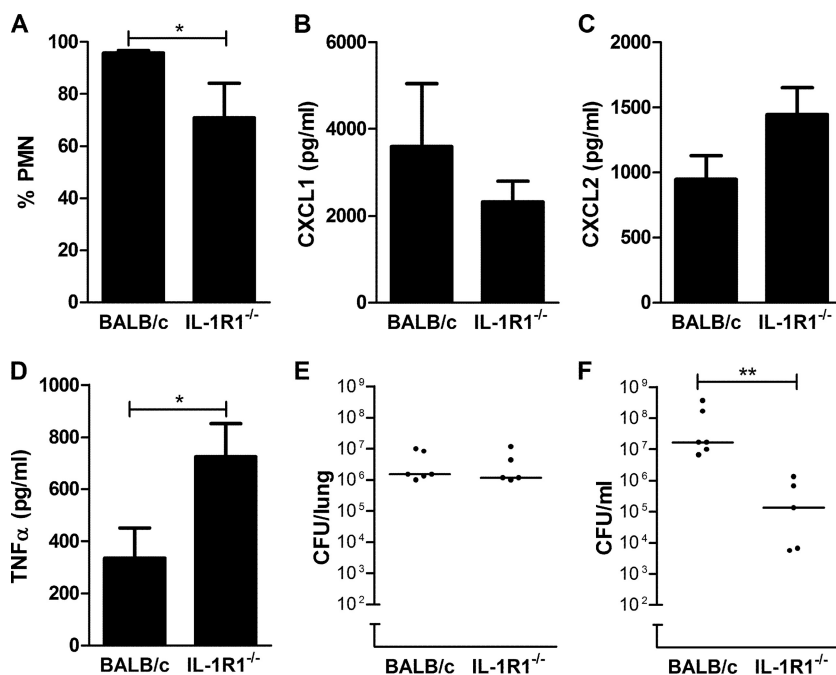 A
% PMN
100
80
60
40
20
0
*
BALB/c IL-1R1-/-
B
CXCL1 (pg/ml)
6000
4000
2000
0
BALB/c IL-1R1-/-
C
CXCL2 (pg/ml)
2000
1500
1000
500
0
BALB/c IL-1R1-/-
D
TNFα (pg/ml)
1000
800
600
400
200
0
*
BALB/c IL-1R1-/-
E
CFU/lung
10⁹
10⁸
10⁷
10⁶
10⁵
10⁴
10³
10²
BALB/c IL-1R1-/-
F
CFU/ml
10⁹
10⁸
10⁷
10⁶
10⁵
10⁴
10³
10²
**
BALB/c IL-1R1-/-